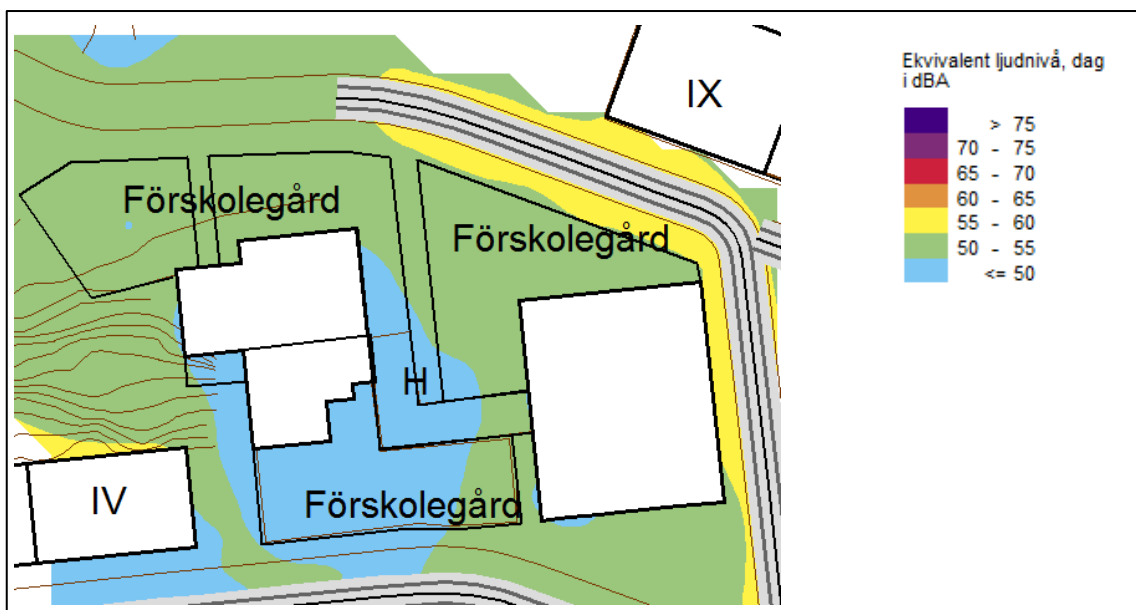 Ekvivalent ljudnivå, dag
i dBA
> 75
70 - 75
65 - 70
60 - 65
55 - 60
50 - 55
<= 50
IX
Förskolegård
Förskolegård
H
IV
Förskolegård